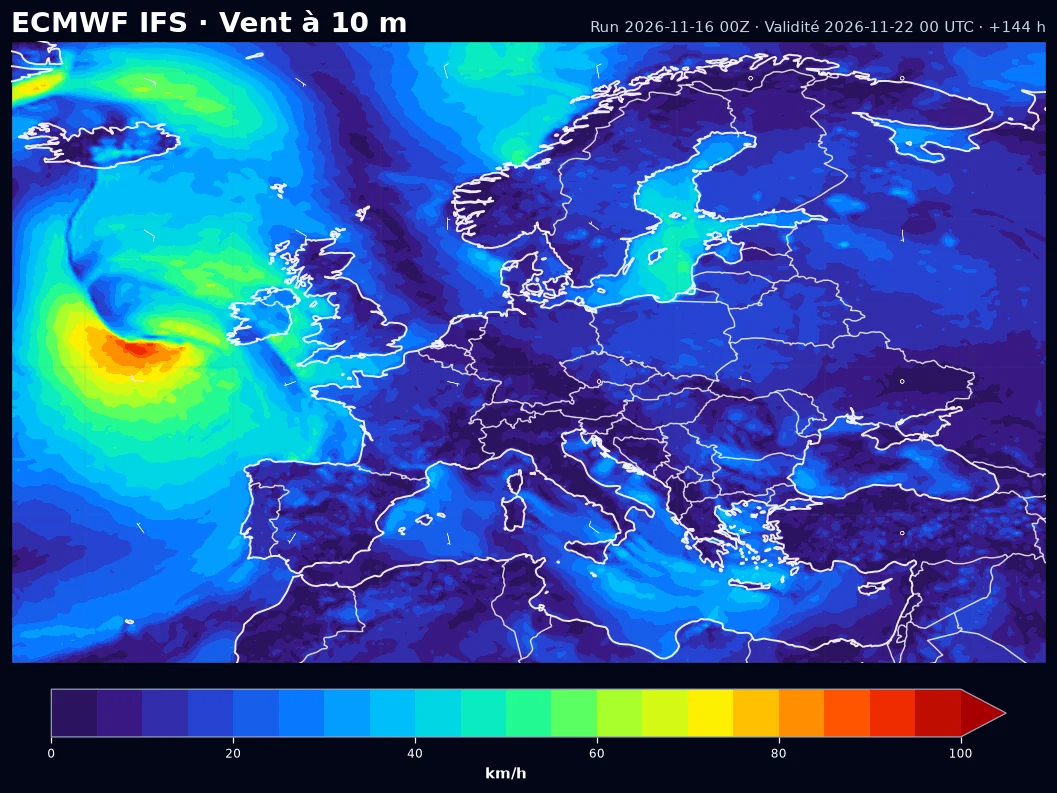 ECMWF IFS · Vent à 10 m
Run 2026-11-16 00Z · Validité 2026-11-22 00 UTC · +144 h
0 20 40 60 80 100
km/h